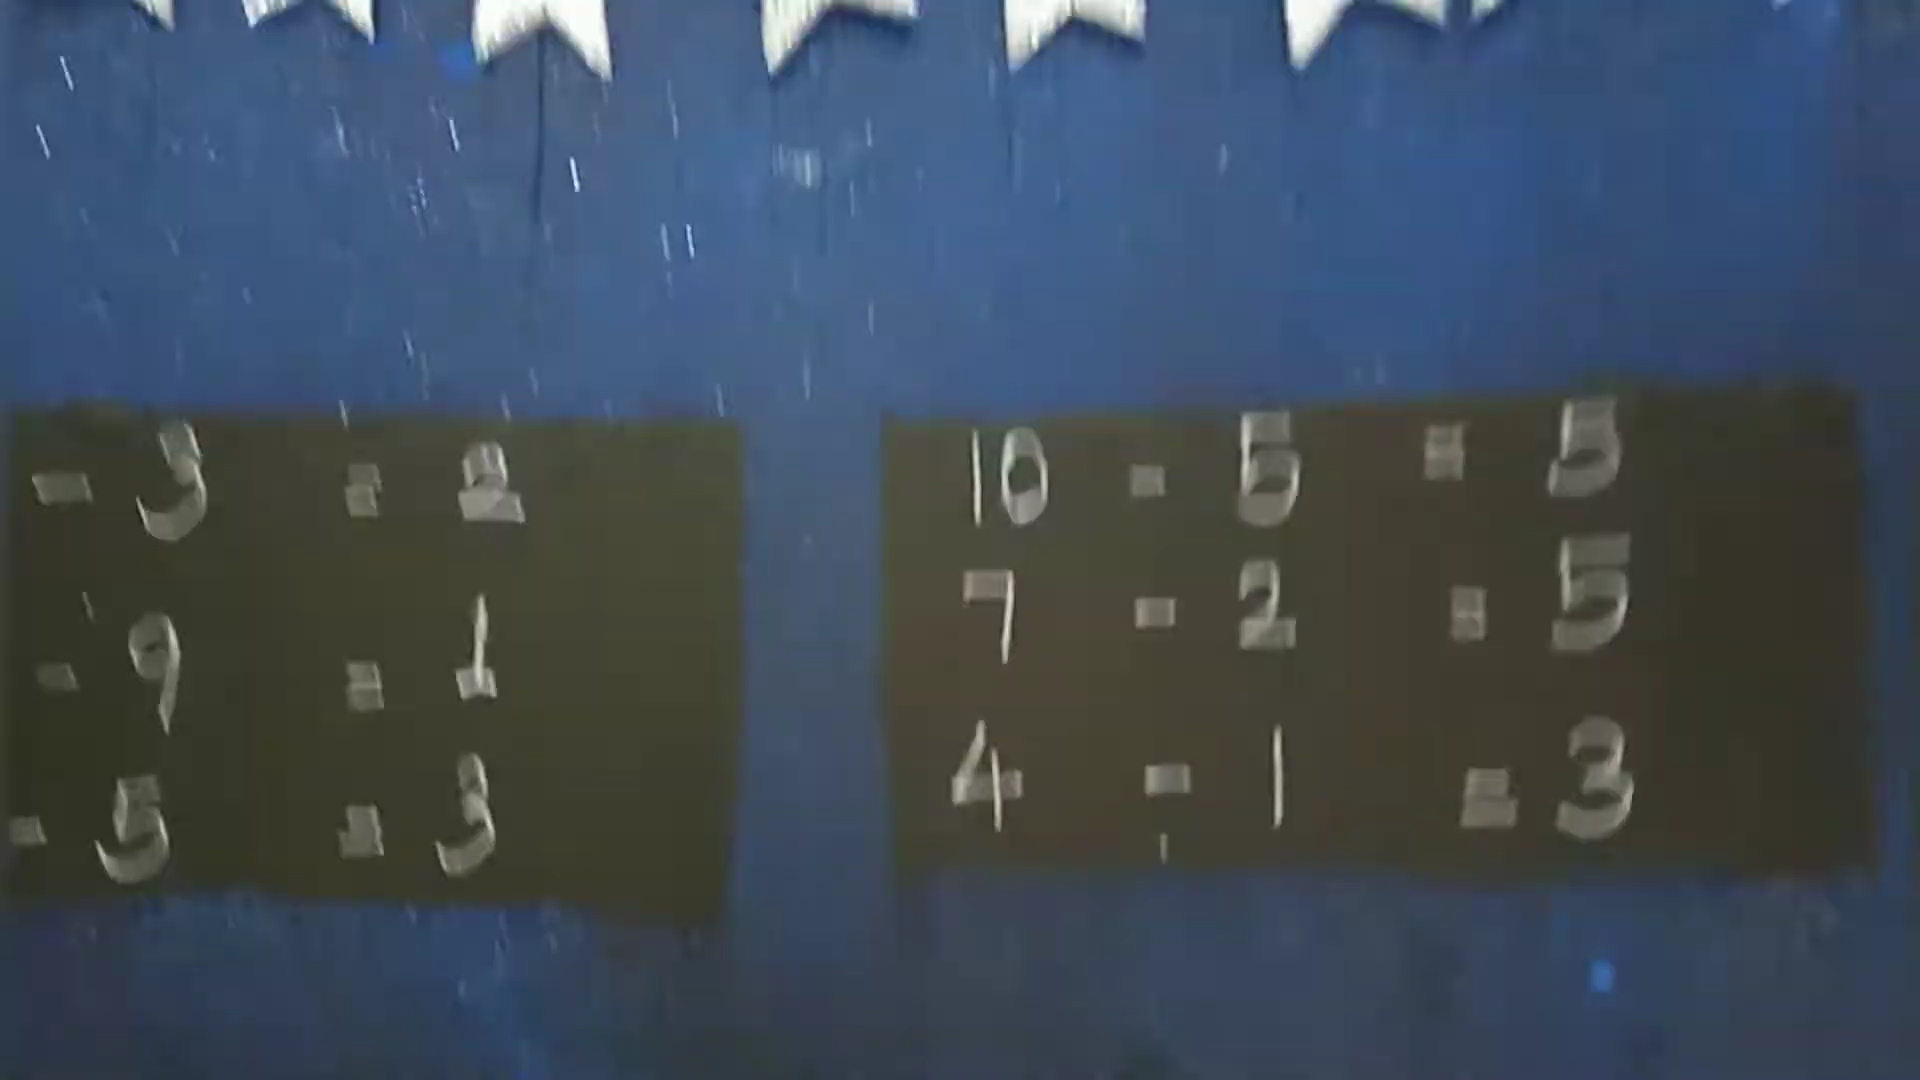 - 3 = 2
- 9 = 1
- 5 = 3
10 - 5 = 5
7 - 2 = 5
4 - 1 = 3